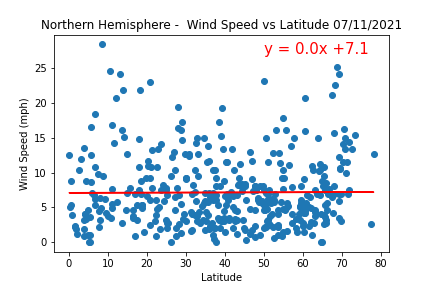 Northern Hemisphere -  Wind Speed vs Latitude 07/11/2021
y = 0.0x +7.1
Wind Speed (mph)
25
20
15
10
5
0
0 10 20 30 40 50 60 70 80
Latitude